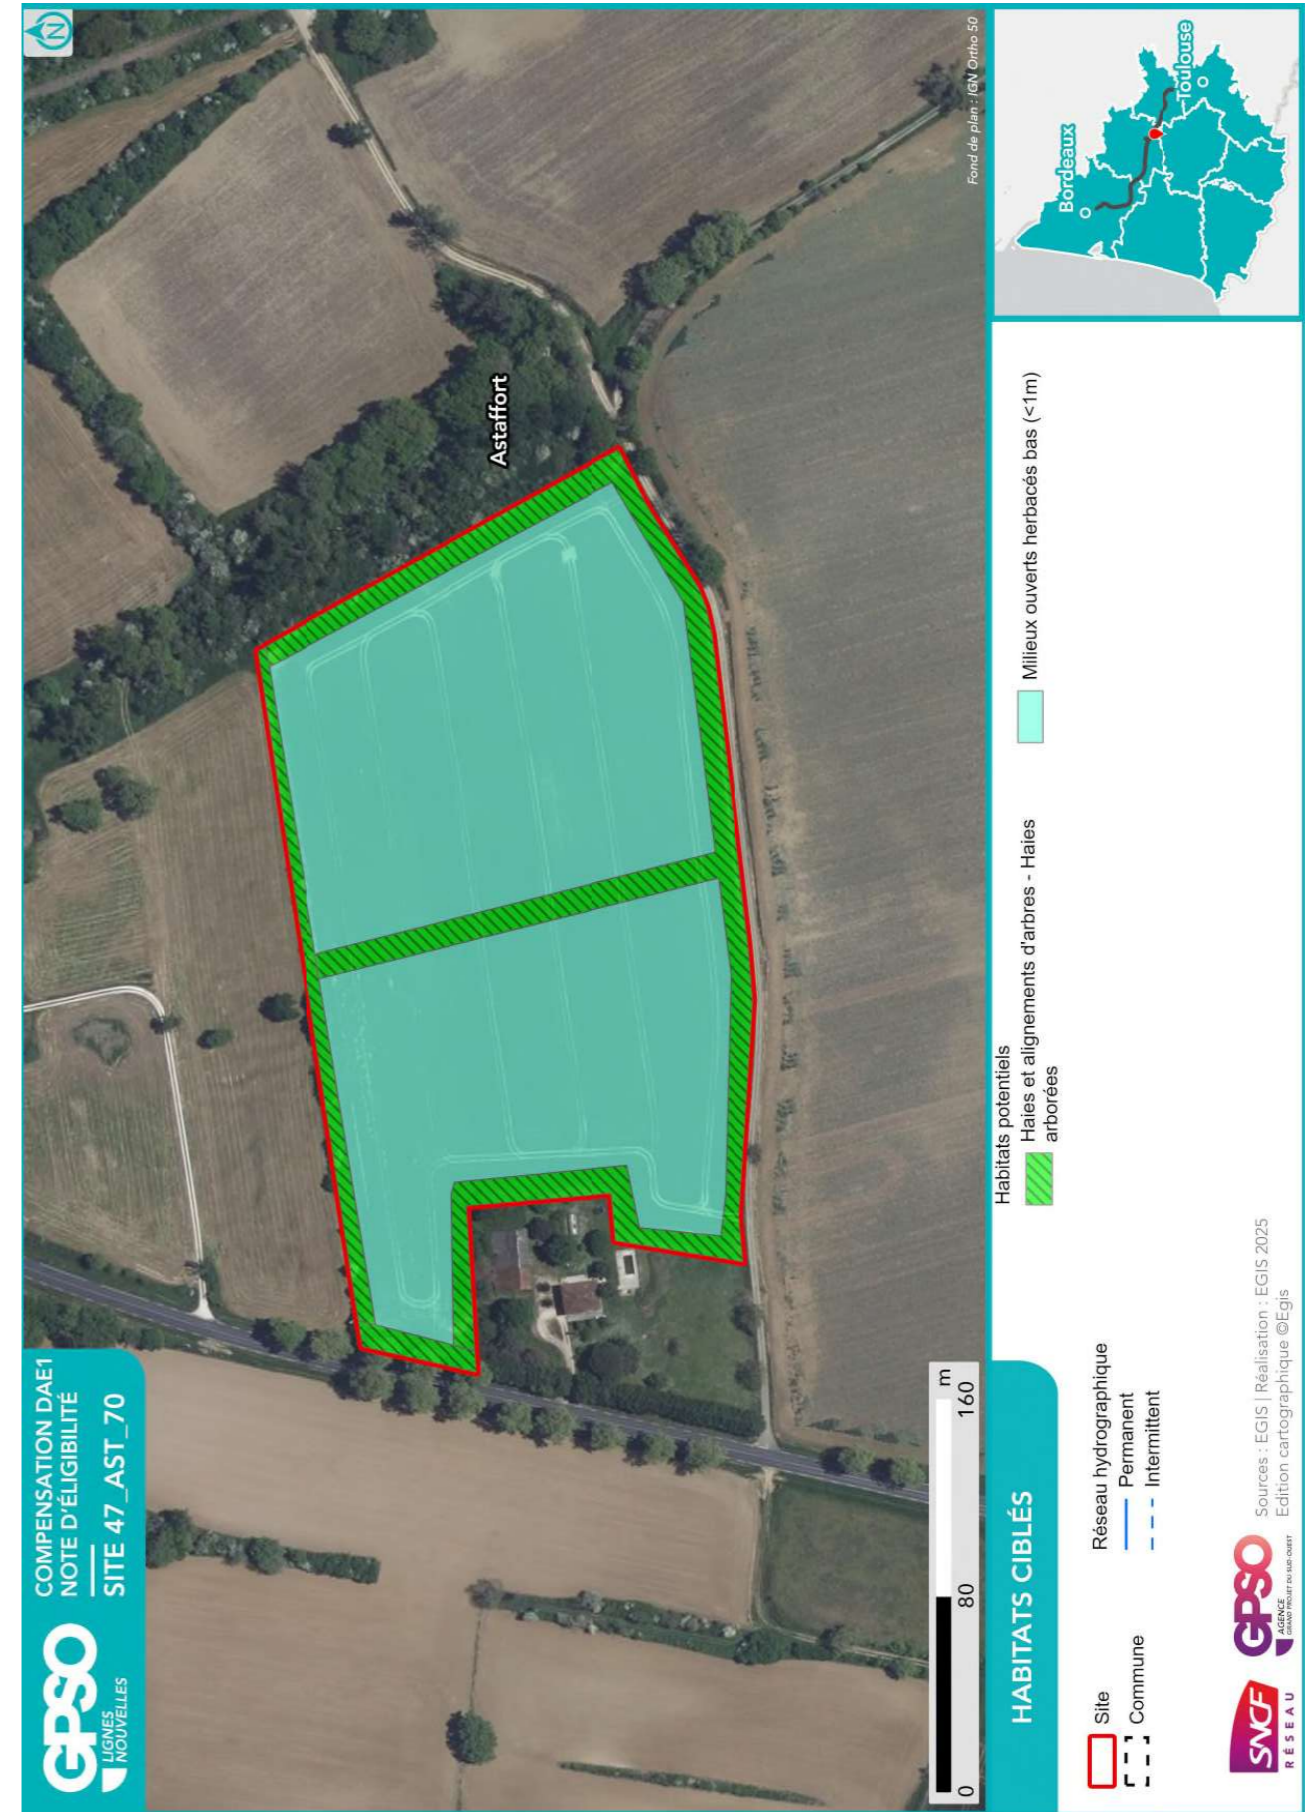 GPSO
LIGNES
NOUVELLES
COMPENSATION DAE1
NOTE D'ÉLIGIBILITÉ
SITE 47_AST_70
N
Astaffort
Fond de plan : IGN Ortho 50
0 80 160 m
HABITATS CIBLÉS
Site
Commune
Réseau hydrographique
Permanent
Intermittent
Habitats potentiels
Haies et alignements d'arbres - Haies
arborées
Milieux ouverts herbacés bas (<1m)
Bordeaux
Toulouse
SNCF
RÉSEAU
GPSO
AGENCE
GRAND PROJET DU SUD-OUEST
Sources : EGIS | Réalisation : EGIS 2025
Edition cartographique ©Egis